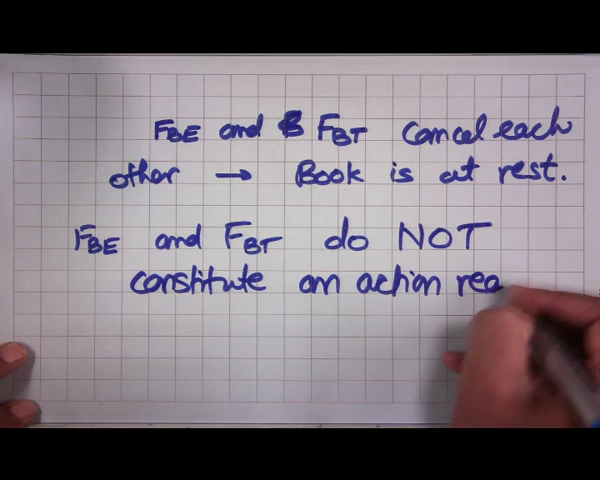 FBE and FBT cancel each
other → Book is at rest.
FBE and FBT do NOT
constitute an action rea